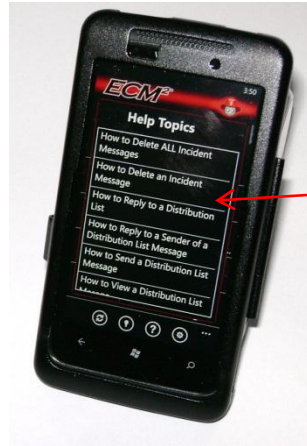 3:50
ECM²
Help Topics
How to Delete ALL Incident
Messages
How to Delete an Incident
Message
How to Reply to a Distribution
List
How to Reply to a Sender of a
Distribution List Message
How to Send a Distribution List
Message
How to View a Distribution List